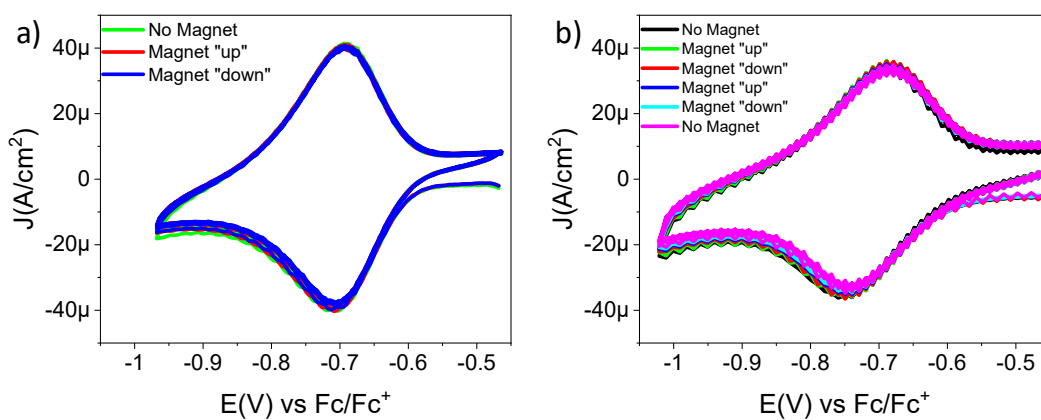 a)
No Magnet
Magnet "up"
Magnet "down"
40µ
20µ
0
-20µ
-40µ
J(A/cm²)
-1
-0.9
-0.8
-0.7
-0.6
-0.5
E(V) vs Fc/Fc⁺
b)
No Magnet
Magnet "up"
Magnet "down"
Magnet "up"
Magnet "down"
No Magnet
40µ
20µ
0
-20µ
-40µ
J(A/cm²)
-1
-0.9
-0.8
-0.7
-0.6
-0.5
E(V) vs Fc/Fc⁺